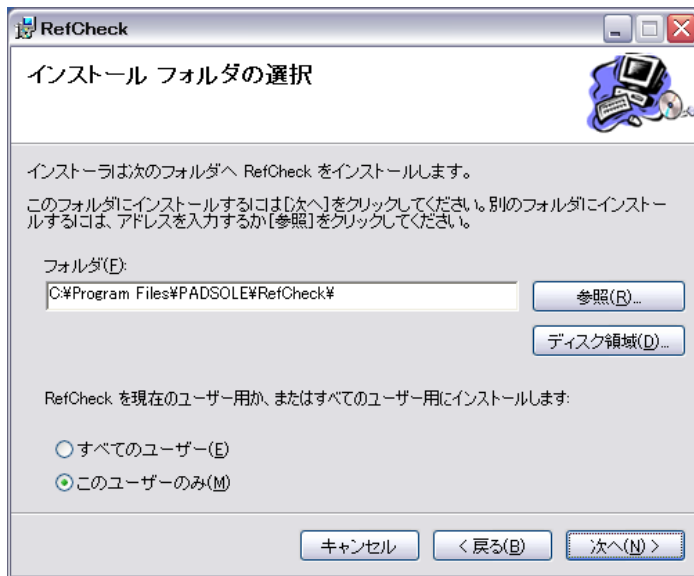 RefCheck
インストール フォルダの選択
インストーラは次のフォルダへ RefCheck をインストールします。
このフォルダにインストールするには[次へ]をクリックしてください。別のフォルダにインストー
ルするには、アドレスを入力するか[参照]をクリックしてください。
フォルダ(F):
C:¥Program Files¥PADSOLE¥RefCheck¥
参照(R)...
ディスク領域(D)...
RefCheck を現在のユーザー用か、またはすべてのユーザー用にインストールします:
すべてのユーザー(E)
このユーザーのみ(M)
キャンセル
< 戻る(B)
次へ(N) >